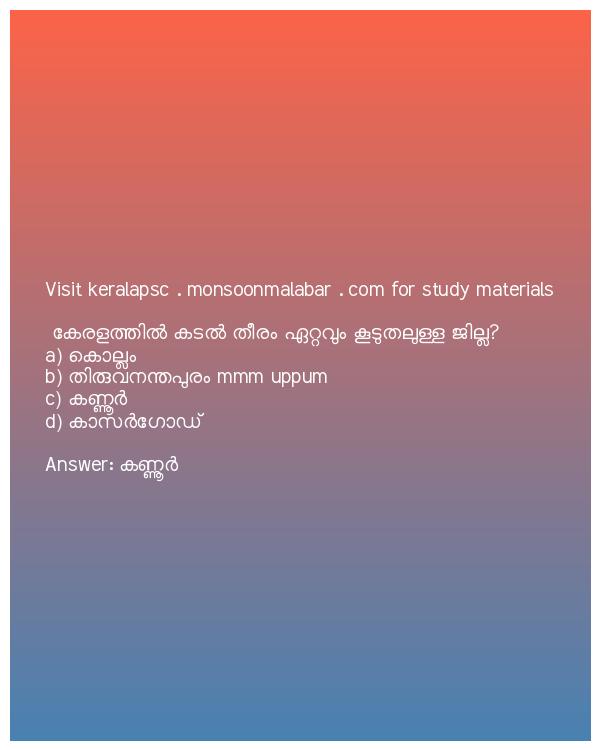 Visit keralapsc . monsoonmalabar . com for study materials
കേരളത്തിൽ കടൽ തീരം ഏറ്റവും കൂടുതലുള്ള ജില്ല?
a) കൊല്ലം
b) തിരുവനന്തപുരം mmm uppum
c) കണ്ണൂർ
d) കാസർഗോഡ്
Answer: കണ്ണൂർ